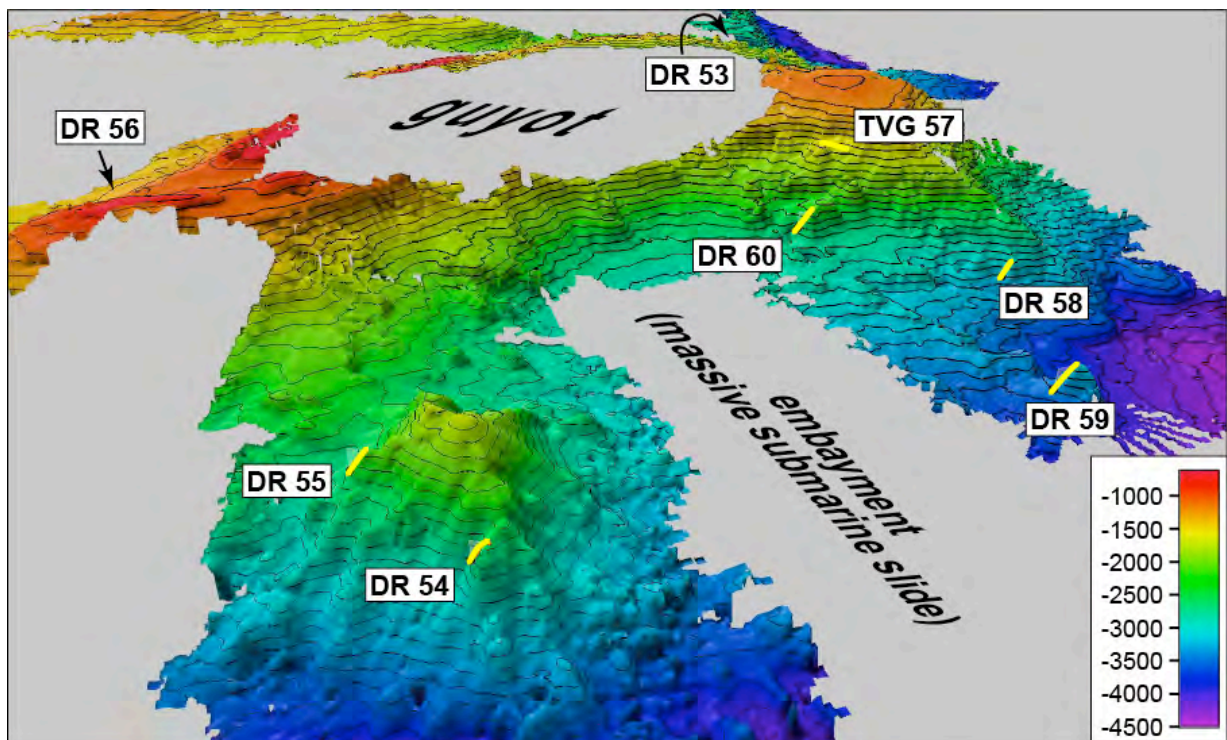 DR 53
DR 56
guyot
TVG 57
DR 60
DR 58
embayment
(massive submarine slide)
DR 59
DR 55
DR 54
-1000
-1500
-2000
-2500
-3000
-3500
-4000
-4500